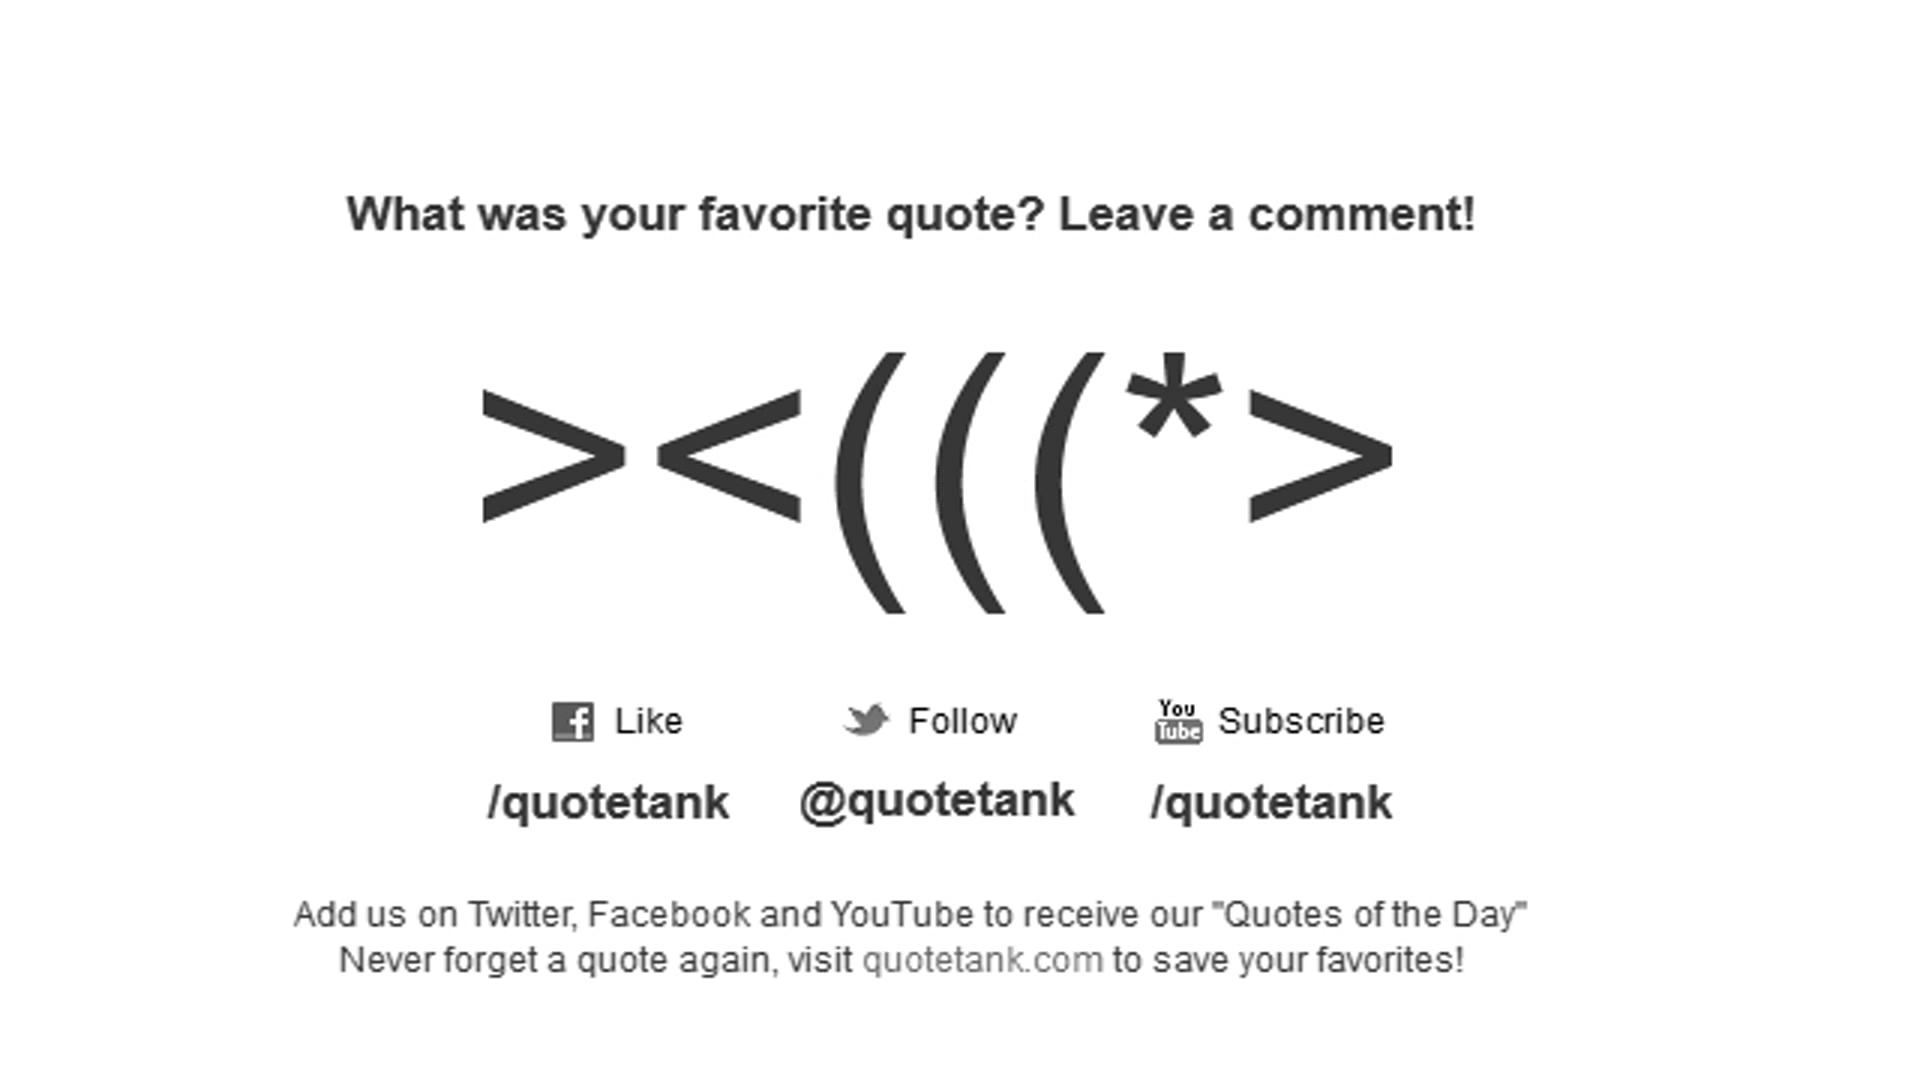 What was your favorite quote? Leave a comment!
><(((*>
f Like Follow You Tube Subscribe
/quotetank @quotetank /quotetank
Add us on Twitter, Facebook and YouTube to receive our "Quotes of the Day"
Never forget a quote again, visit quotetank.com to save your favorites!